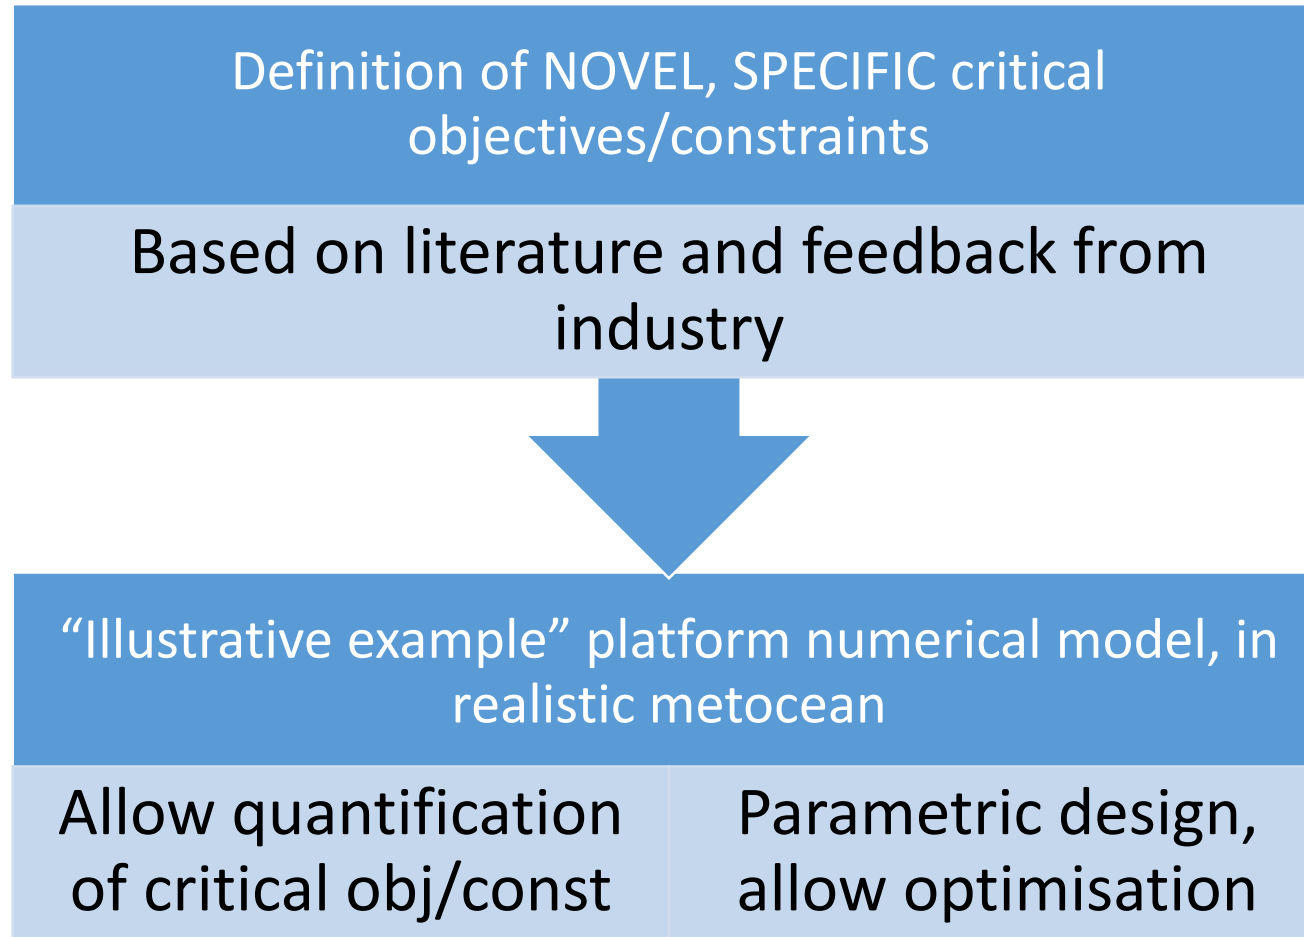 Definition of NOVEL, SPECIFIC critical
objectives/constraints
Based on literature and feedback from
industry
“Illustrative example” platform numerical model, in
realistic metocean
Allow quantification
of critical obj/const
Parametric design,
allow optimisation